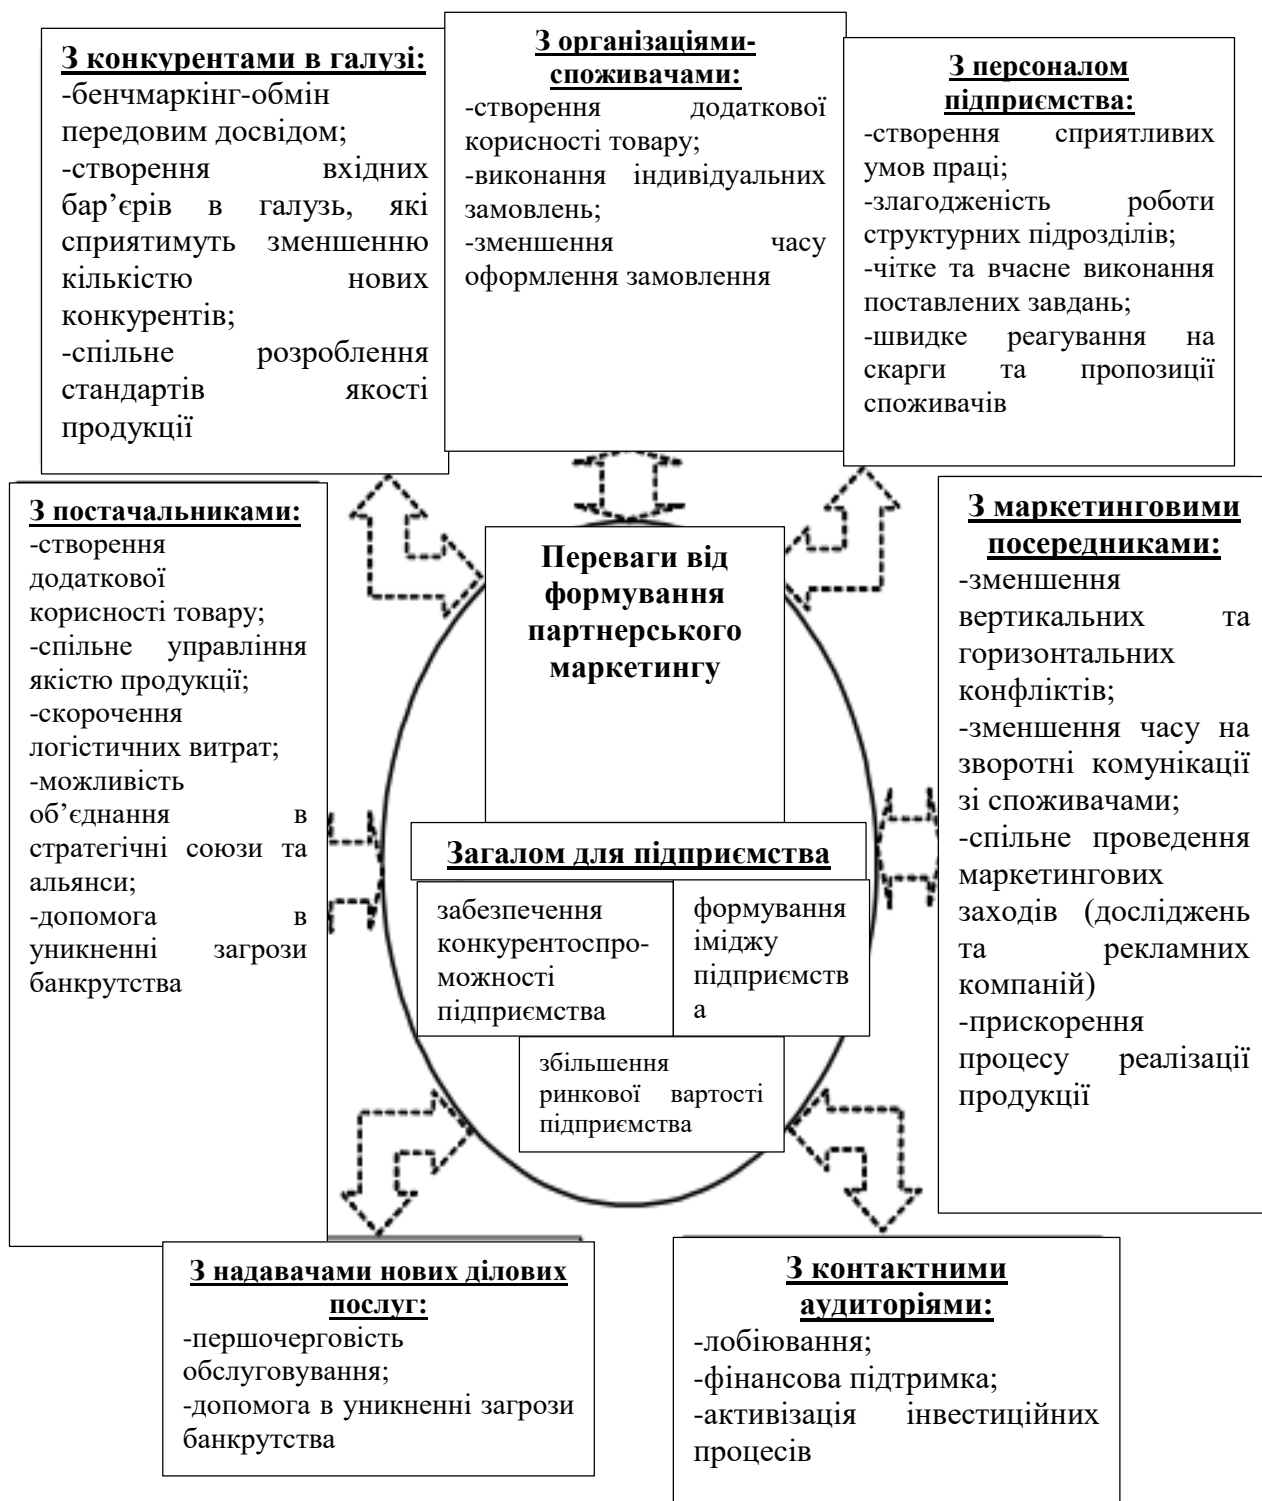 З конкурентами в галузі:
-бенчмаркінг-обмін
передовим досвідом;
-створення вхідних
бар’єрів в галузь, які
сприятимуть зменшенню
кількістю нових
конкурентів;
-спільне розроблення
стандартів якості
продукції
З організаціями-
споживачами:
-створення додаткової
корисності товару;
-виконання індивідуальних
замовлень;
-зменшення часу
оформлення замовлення
З персоналом
підприємства:
-створення сприятливих
умов праці;
-злагодженість роботи
структурних підрозділів;
-чітке та вчасне виконання
поставлених завдань;
-швидке реагування на
скарги та пропозиції
споживачів
З постачальниками:
-створення
додаткової
корисності товару;
-спільне управління
якістю продукції;
-скорочення
логістичних витрат;
-можливість
об’єднання в
стратегічні союзи та
альянси;
-допомога в
уникненні загрози
банкрутства
Переваги від
формування
партнерського
маркетингу
Загалом для підприємства
забезпечення
конкурентоспро-
можності
підприємства
формування
іміджу
підприємств
а
збільшення
ринкової вартості
підприємства
З маркетинговими
посередниками:
-зменшення
вертикальних та
горизонтальних
конфліктів;
-зменшення часу на
зворотні комунікації
зі споживачами;
-спільне проведення
маркетингових
заходів (досліджень
та рекламних
компаній)
-прискорення
процесу реалізації
продукції
З надавачами нових ділових
послуг:
-першочерговість
обслуговування;
-допомога в уникненні загрози
банкрутства
З контактними
аудиторіями:
-лобіювання;
-фінансова підтримка;
-активізація інвестиційних
процесів